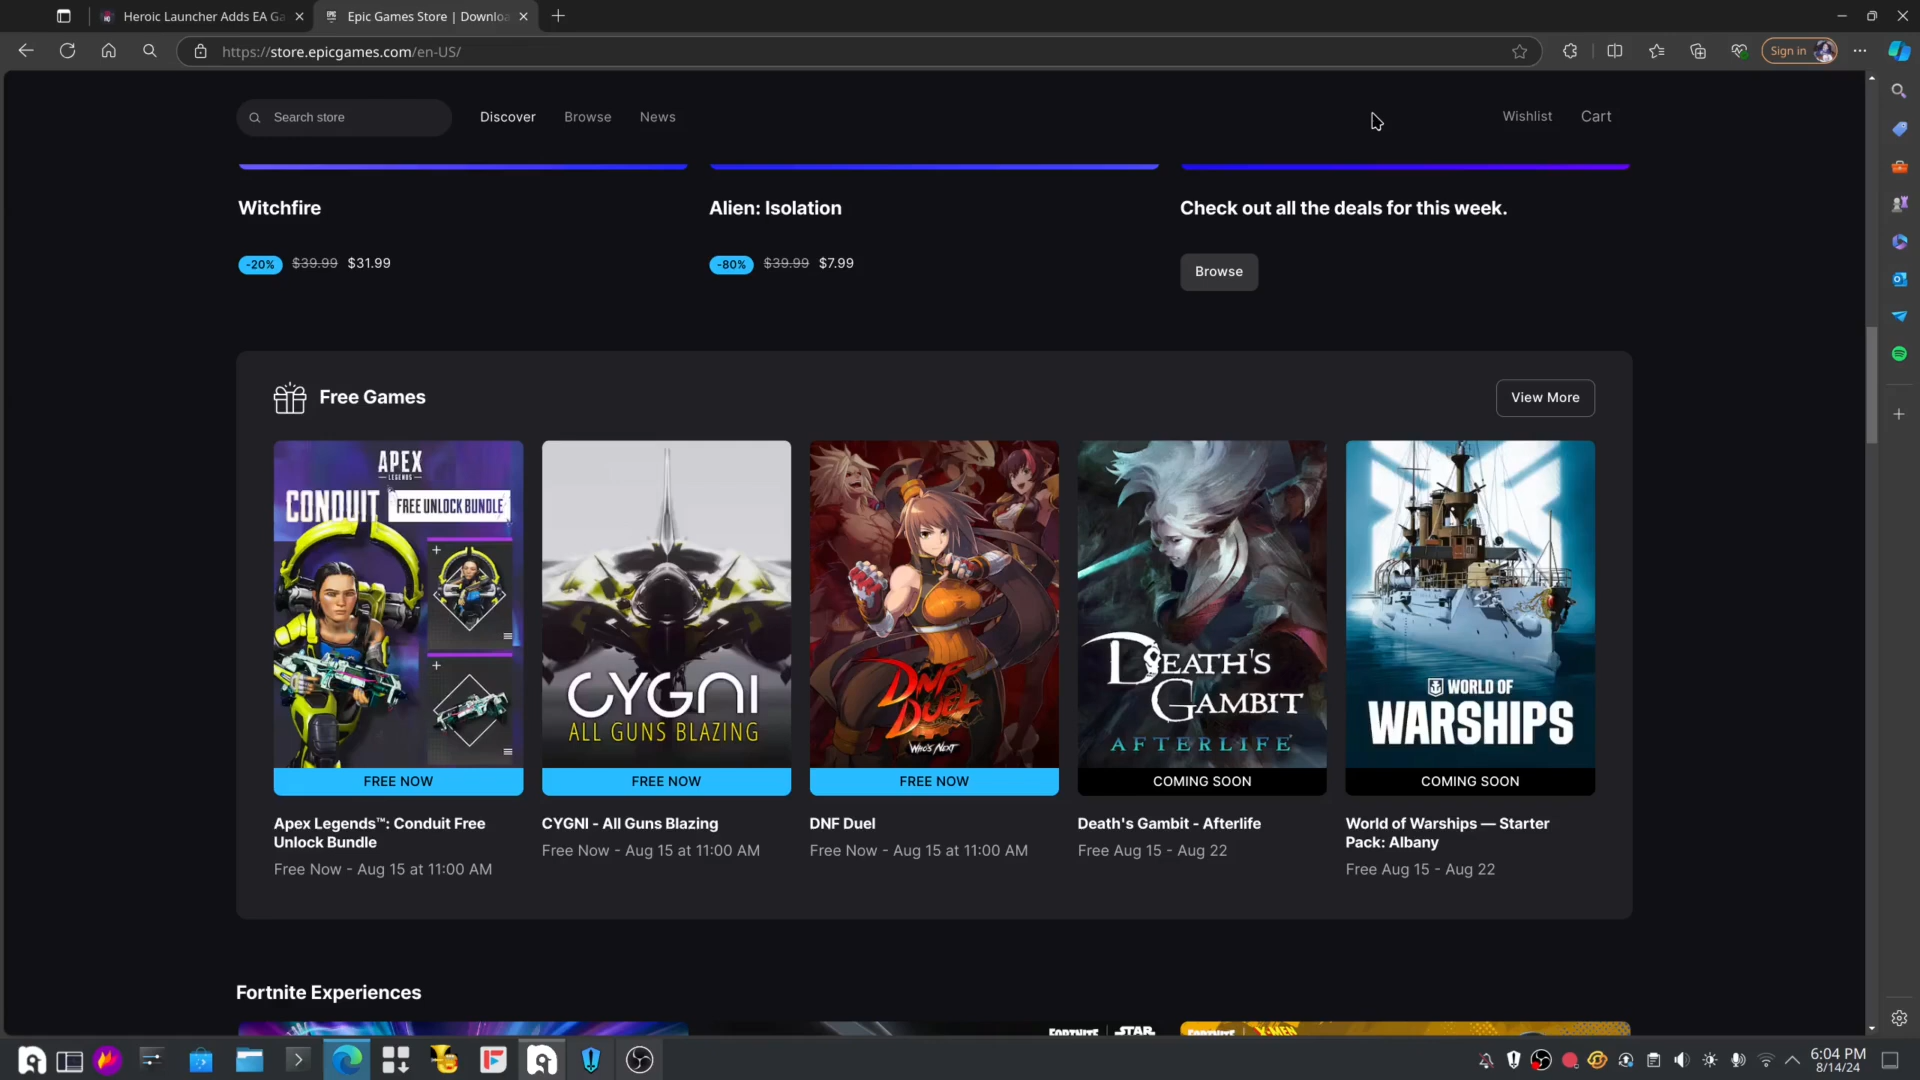 Heroic Launcher Adds EA Ga
Epic Games Store | Downloa
https://store.epicgames.com/en-US/
Sign in
Search store
Discover
Browse
News
Wishlist
Cart
Witchfire
Alien: Isolation
Check out all the deals for this week.
-20% $39.99 $31.99
-80% $39.99 $7.99
Browse
Free Games
View More
APEX
LEGENDS
CONDUIT FREE UNLOCK BUNDLE
CYGNI
ALL GUNS BLAZING
DNF
DUEL
WHO'S NEXT
DEATH'S
GAMBIT
AFTERLIFE
WORLD OF
WARSHIPS
FREE NOW
FREE NOW
FREE NOW
COMING SOON
COMING SOON
Apex Legends™: Conduit Free
Unlock Bundle
Free Now - Aug 15 at 11:00 AM
CYGNI - All Guns Blazing
Free Now - Aug 15 at 11:00 AM
DNF Duel
Free Now - Aug 15 at 11:00 AM
Death's Gambit - Afterlife
Free Aug 15 - Aug 22
World of Warships — Starter
Pack: Albany
Free Aug 15 - Aug 22
Fortnite Experiences
FORTNITE | STAR
FORTNITE | X-MEN
6:04 PM
8/14/24